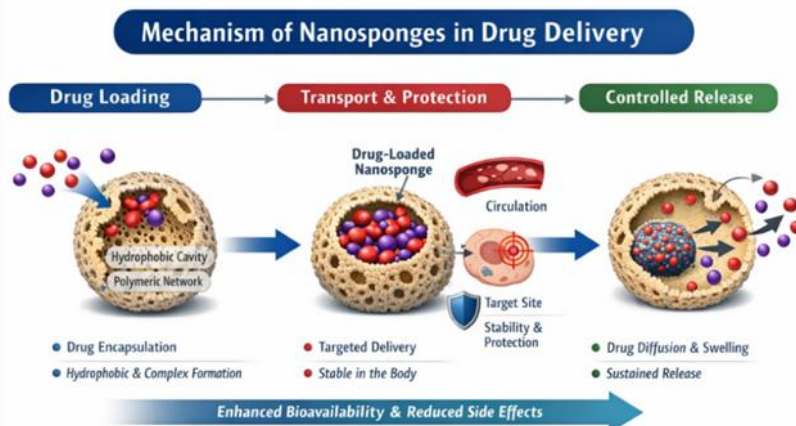 Mechanism of Nanosponges in Drug Delivery
Drug Loading
Transport & Protection
Controlled Release
Hydrophobic Cavity
Polymeric Network
Drug-Loaded
Nanosponge
Circulation
Target Site
Stability &
Protection
Drug Encapsulation
Hydrophobic & Complex Formation
Targeted Delivery
Stable in the Body
Drug Diffusion & Swelling
Sustained Release
Enhanced Bioavailability & Reduced Side Effects